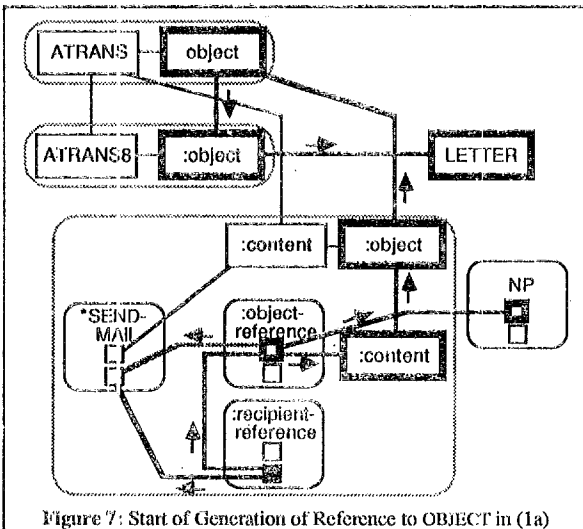 ATRANS object
ATRANS8 :object LETTER
:content :object
NP
*SEND-
MAIL
:object-
reference
:content
:recipient-
reference
Figure 7: Start of Generation of Reference to OBJECT in (1a)